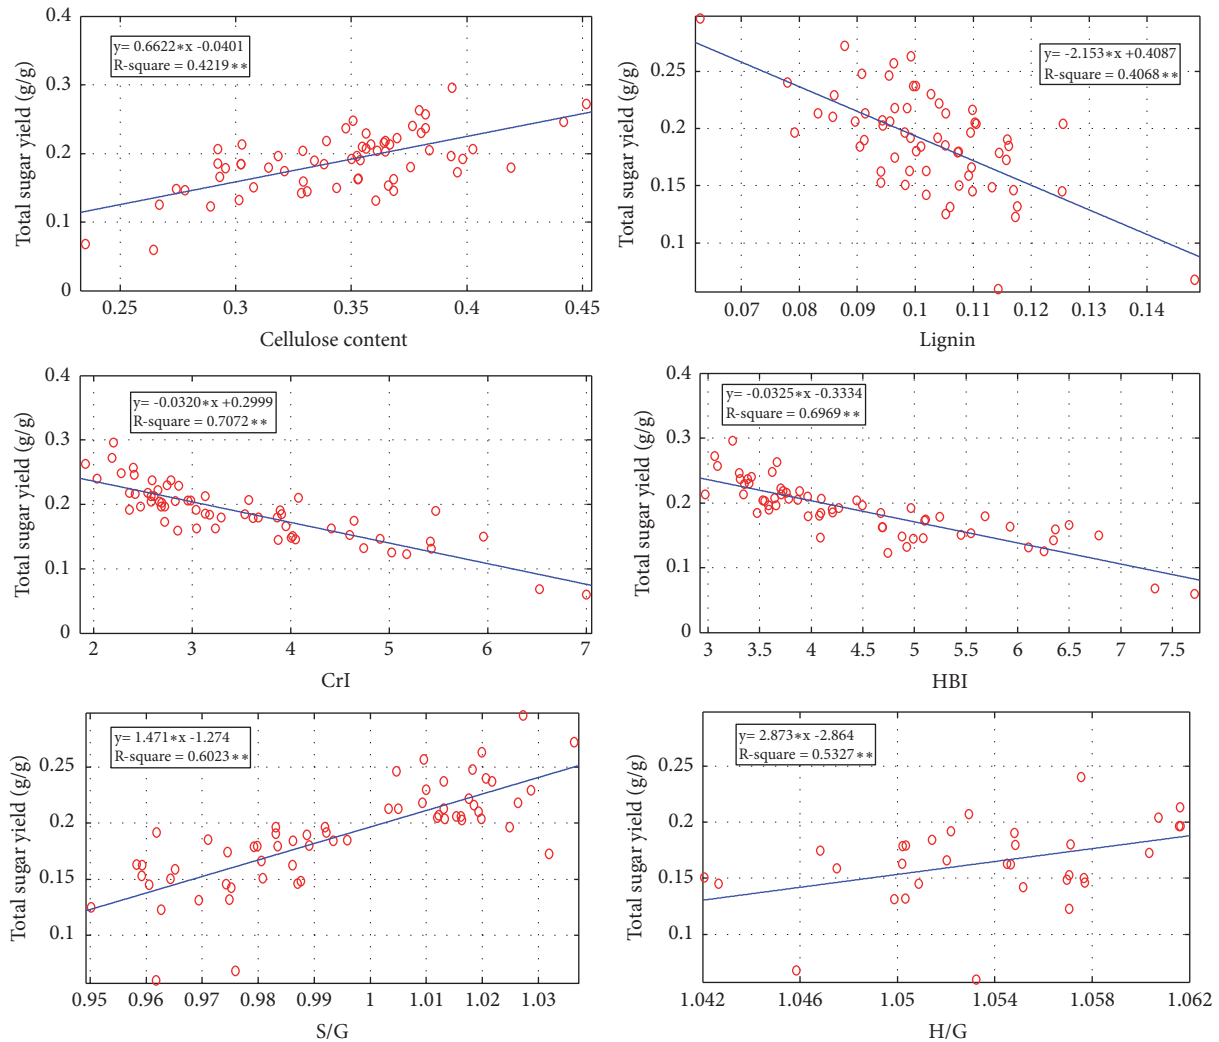 y= 0.6622∗x -0.0401
R-square = 0.4219∗∗
Total sugar yield (g/g)
0.4
0.3
0.2
0.1
0
0.25 0.3 0.35 0.4 0.45
Cellulose content
y= -2.153∗x +0.4087
R-square = 0.4068∗∗
Total sugar yield (g/g)
0.25
0.2
0.15
0.1
0.07 0.08 0.09 0.1 0.11 0.12 0.13 0.14
Lignin
y= -0.0320∗x +0.2999
R-square = 0.7072∗∗
Total sugar yield (g/g)
0.4
0.3
0.2
0.1
0
2 3 4 5 6 7
CrI
y= -0.0325∗x -0.3334
R-square = 0.6969∗∗
Total sugar yield (g/g)
0.4
0.3
0.2
0.1
0
3 3.5 4 4.5 5 5.5 6 6.5 7 7.5
HBI
y= 1.471∗x -1.274
R-square = 0.6023∗∗
Total sugar yield (g/g)
0.25
0.2
0.15
0.1
0.95 0.96 0.97 0.98 0.99 1 1.01 1.02 1.03
S/G
y= 2.873∗x -2.864
R-square = 0.5327∗∗
Total sugar yield (g/g)
0.25
0.2
0.15
0.1
1.042 1.046 1.05 1.054 1.058 1.062
H/G